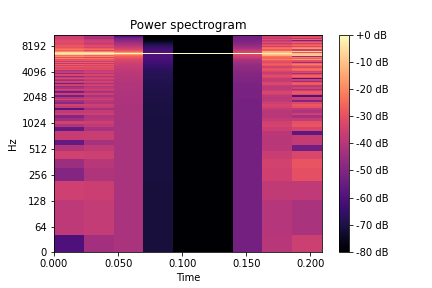 Power spectrogram
8192
4096
2048
1024
512
256
128
64
0
Hz
0.000 0.050 0.100 0.150 0.200
Time
+0 dB
-10 dB
-20 dB
-30 dB
-40 dB
-50 dB
-60 dB
-70 dB
-80 dB